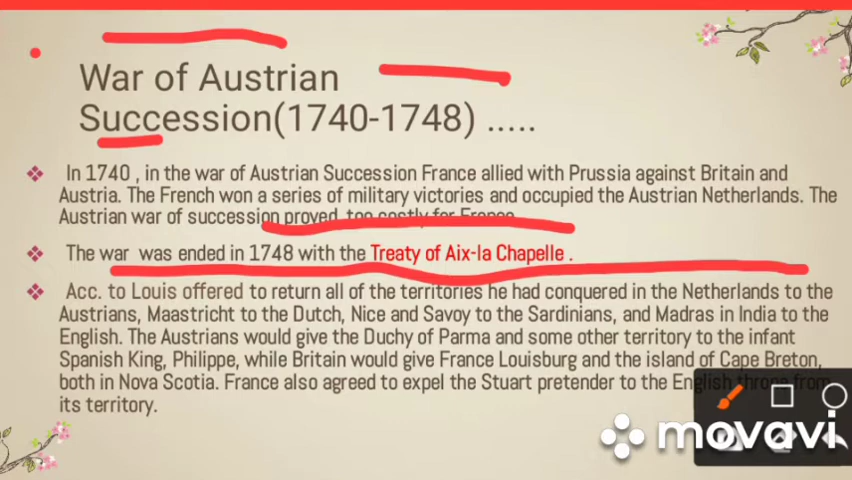 War of Austrian
Succession(1740-1748) .....
In 1740 , in the war of Austrian Succession France allied with Prussia against Britain and
Austria. The French won a series of military victories and occupied the Austrian Netherlands. The
Austrian war of succession proved too costly for France
The war was ended in 1748 with the Treaty of Aix-la Chapelle .
Acc. to Louis offered to return all of the territories he had conquered in the Netherlands to the
Austrians, Maastricht to the Dutch, Nice and Savoy to the Sardinians, and Madras in India to the
English. The Austrians would give the Duchy of Parma and some other territory to the infant
Spanish King, Philippe, while Britain would give France Louisburg and the island of Cape Breton,
both in Nova Scotia. France also agreed to expel the Stuart pretender to the English throne from
its territory.
movavi